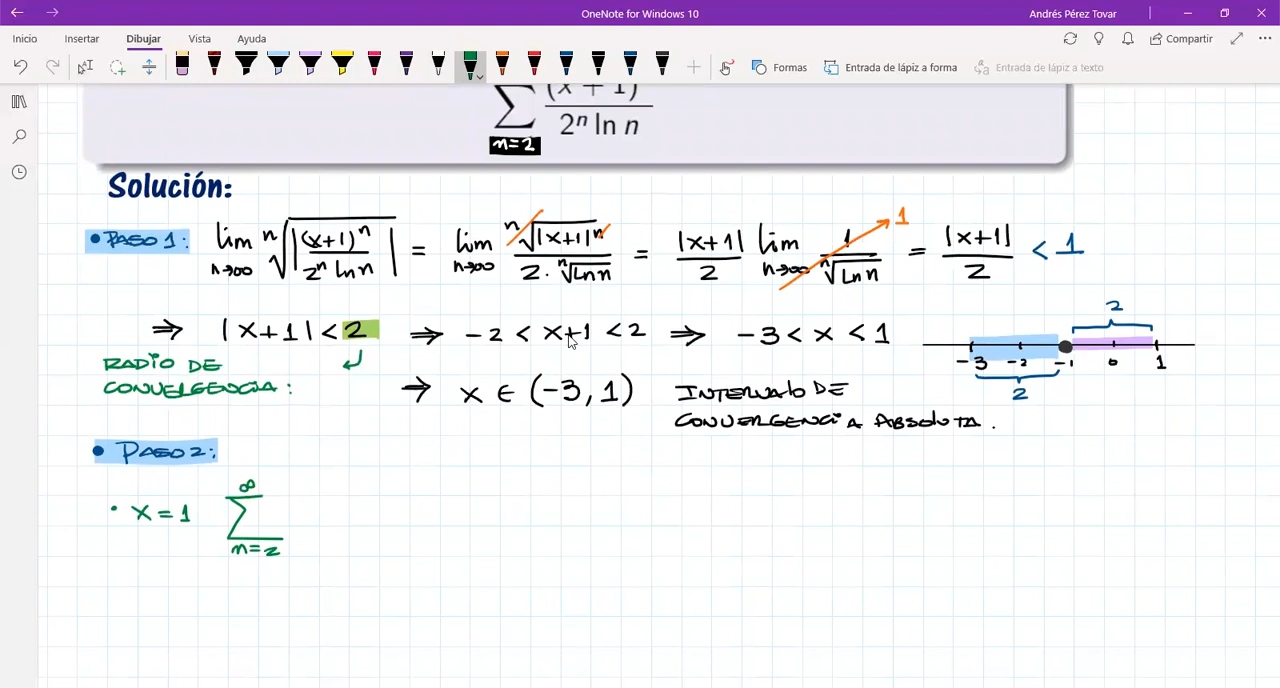 OneNote for Windows 10
Andrés Pérez Tovar
Inicio Insertar Dibujar Vista Ayuda
Compartir
Formas
Entrada de lápiz a forma
Entrada de lápiz a texto
∑ (x + 1) / 2ⁿ ln n
n=2
Solución:
• PASO 1: lim n→∞ ⁿ√|(x+1)ⁿ / 2ⁿ ln n| = lim n→∞ ⁿ√|x+1|ⁿ / 2·ⁿ√Ln n = |x+1| / 2 lim n→∞ 1 / ⁿ√Ln n → 1 = |x+1| / 2 < 1
⇒ |x+1| < 2 ⇒ -2 < x+1 < 2 ⇒ -3 < x < 1
2
-3 -2 -1 0 1
2
RADIO DE
CONVERGENCIA:
⇒ x ∈ (-3, 1)
INTERVALO DE
CONVERGENCIA ABSOLUTA.
• PASO 2:
• x = 1 ∑ ∞ n=2